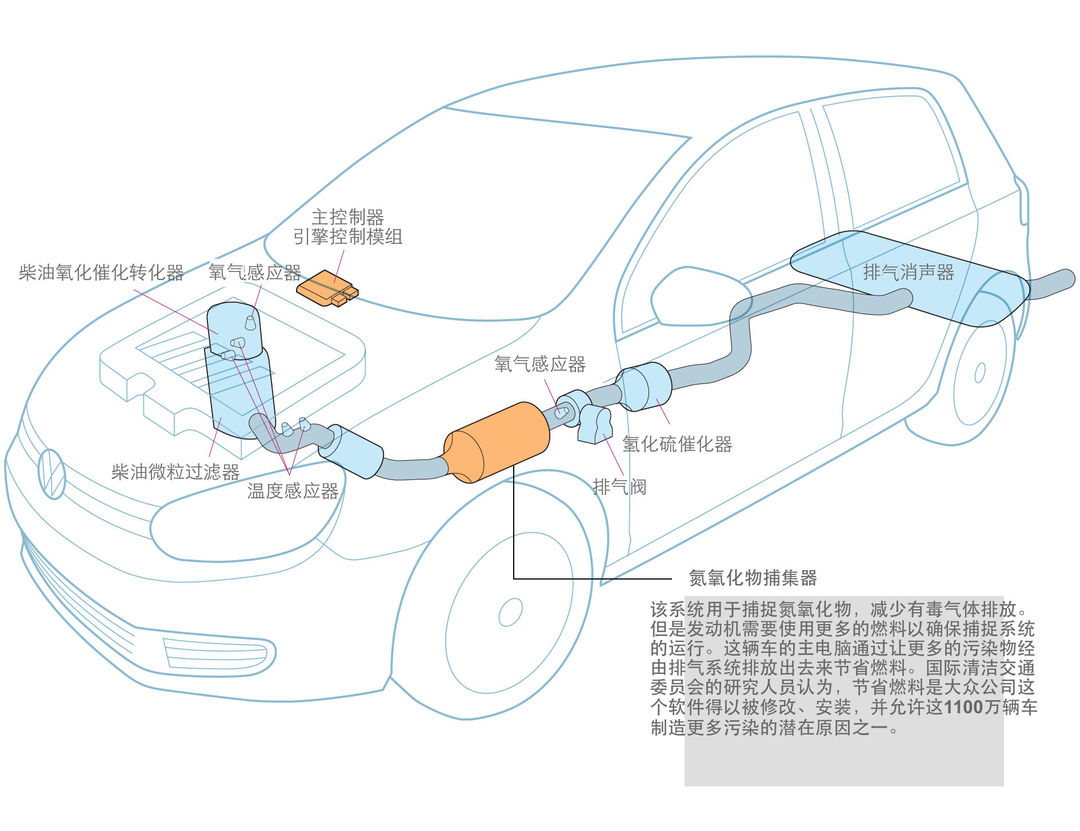 主控制器
引擎控制模组
柴油氧化催化转化器
氧气感应器
排气消声器
氧气感应器
氢化硫催化器
柴油微粒过滤器
温度感应器
排气阀
氮氧化物捕集器
该系统用于捕捉氮氧化物，减少有毒气体排放。
但是发动机需要使用更多的燃料以确保捕捉系统
的运行。这辆车的主电脑通过让更多的污染物经
由排气系统排放出去来节省燃料。国际清洁交通
委员会的研究人员认为，节省燃料是大众公司这
个软件得以被修改、安装，并允许这1100万辆车
制造更多污染的潜在原因之一。